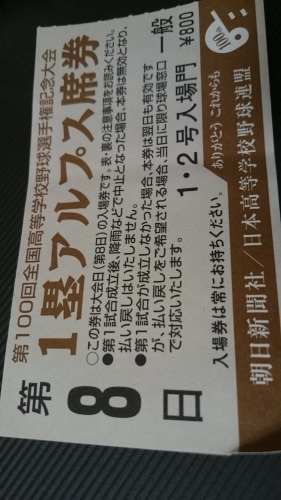 第100回全国高等学校野球選手権記念大会
1塁アルプス席券
第8日
○この券は大会8日(第8日)の入場券です。表・裏の注意事項をお読みください。
●第1試合成立後、降雨などで中止となった場合、本券は無効となり、
払い戻しはいたしません。
●第1試合が成立しなかった場合、本券は翌日も有効です
が、払い戻しをご希望される場合、当日に限り球場窓口
で対応いたします。
一般
1・2号入場門 ¥800
入場券は常にお持ちください。
100回
ありがとう これからも
朝日新聞社/日本高等学校野球連盟